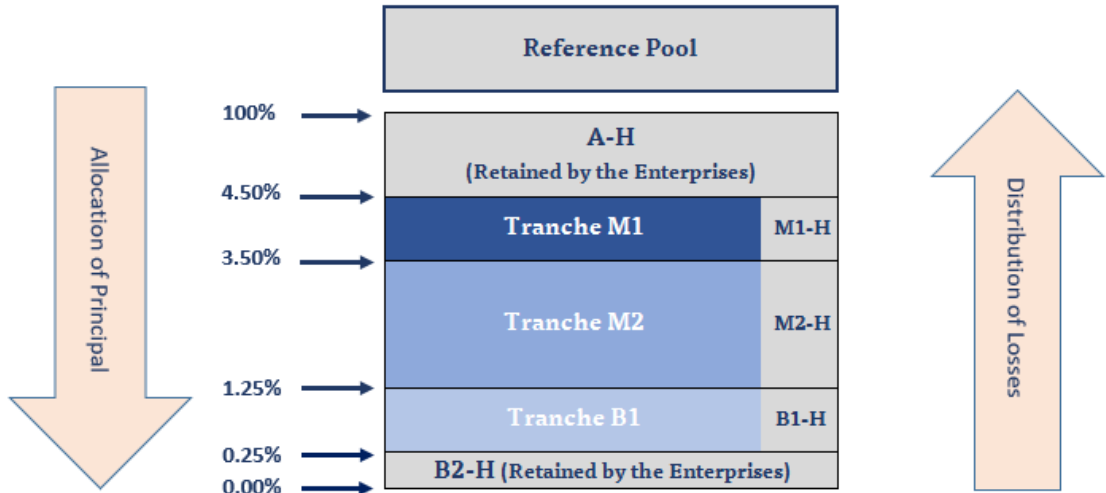 Reference Pool
Allocation of Principal
100%
A-H
(Retained by the Enterprises)
4.50%
Tranche M1
M1-H
3.50%
Tranche M2
M2-H
1.25%
Tranche B1
B1-H
0.25%
B2-H (Retained by the Enterprises)
0.00%
Distribution of Losses